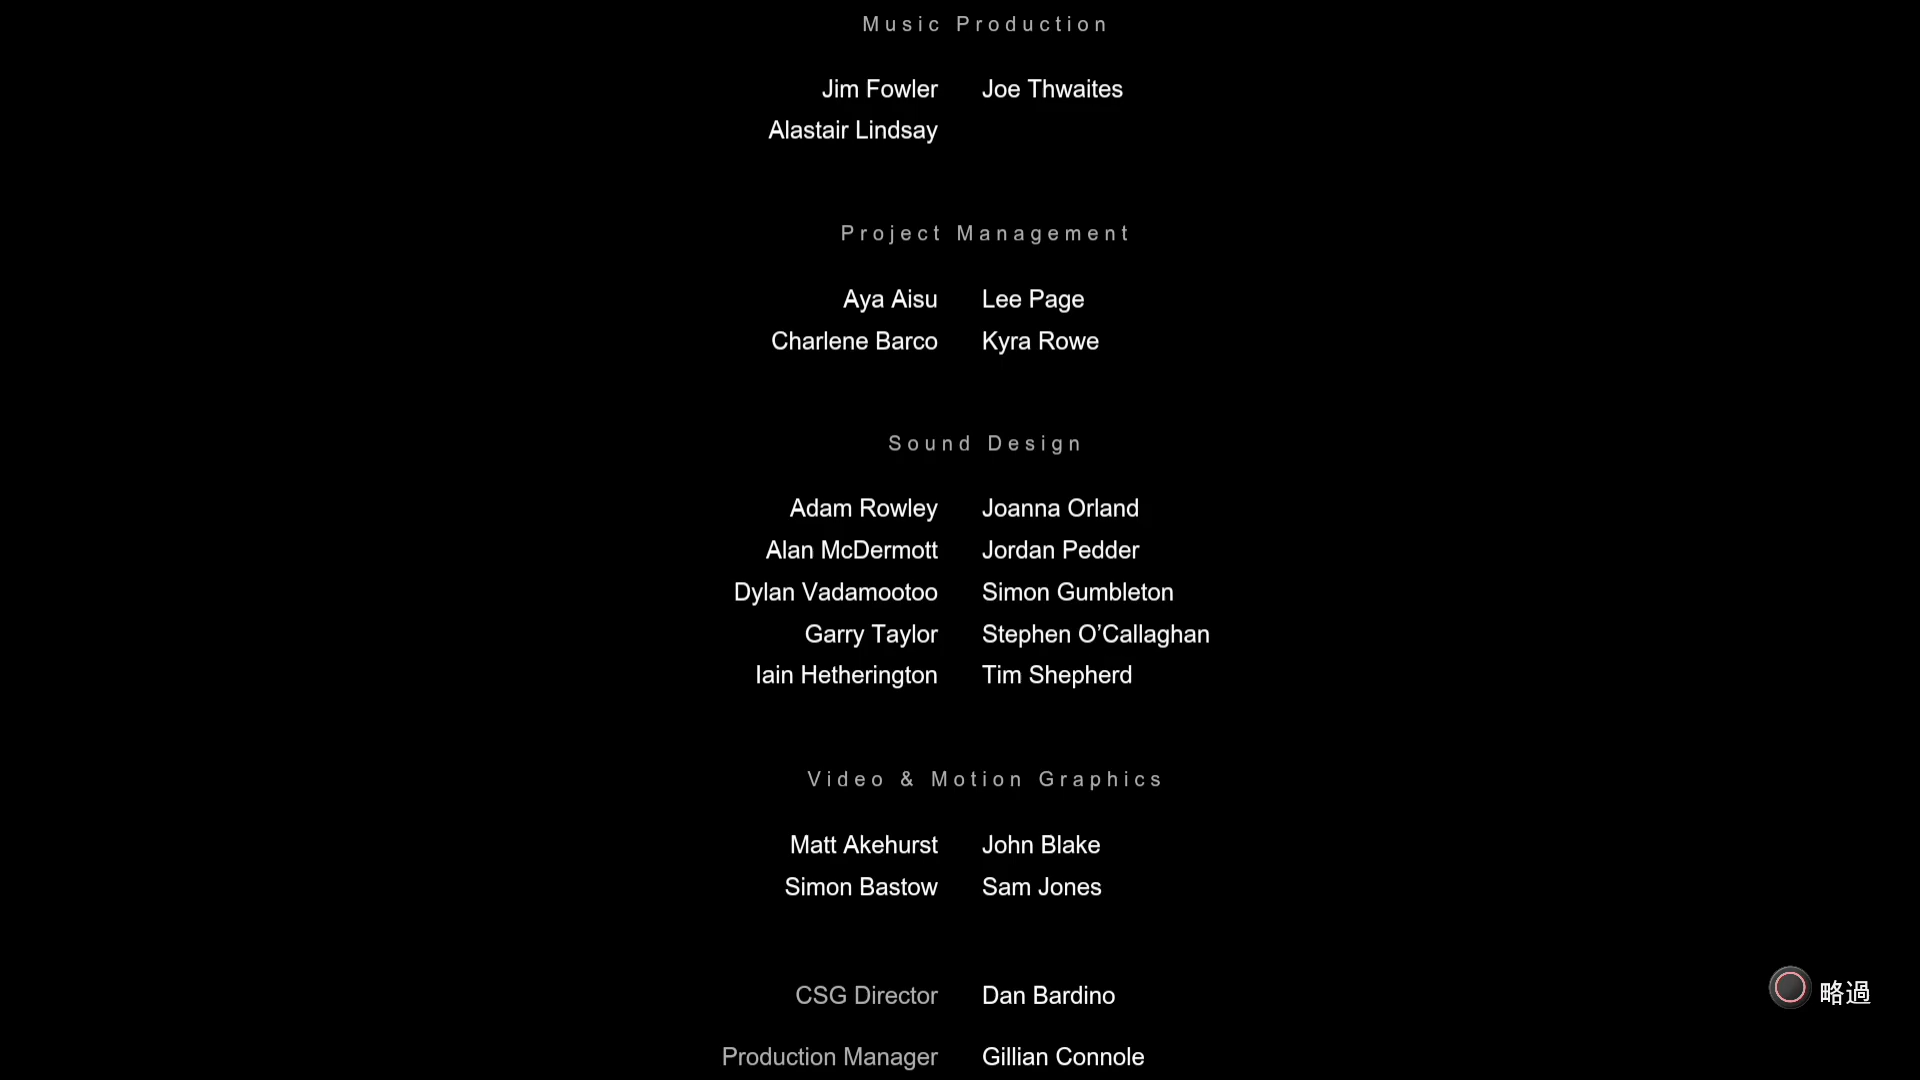 Music Production
Jim Fowler Joe Thwaites
Alastair Lindsay
Project Management
Aya Aisu Lee Page
Charlene Barco Kyra Rowe
Sound Design
Adam Rowley Joanna Orland
Alan McDermott Jordan Pedder
Dylan Vadamootoo Simon Gumbleton
Garry Taylor Stephen O’Callaghan
Iain Hetherington Tim Shepherd
Video & Motion Graphics
Matt Akehurst John Blake
Simon Bastow Sam Jones
CSG Director Dan Bardino
略過
Production Manager Gillian Connole